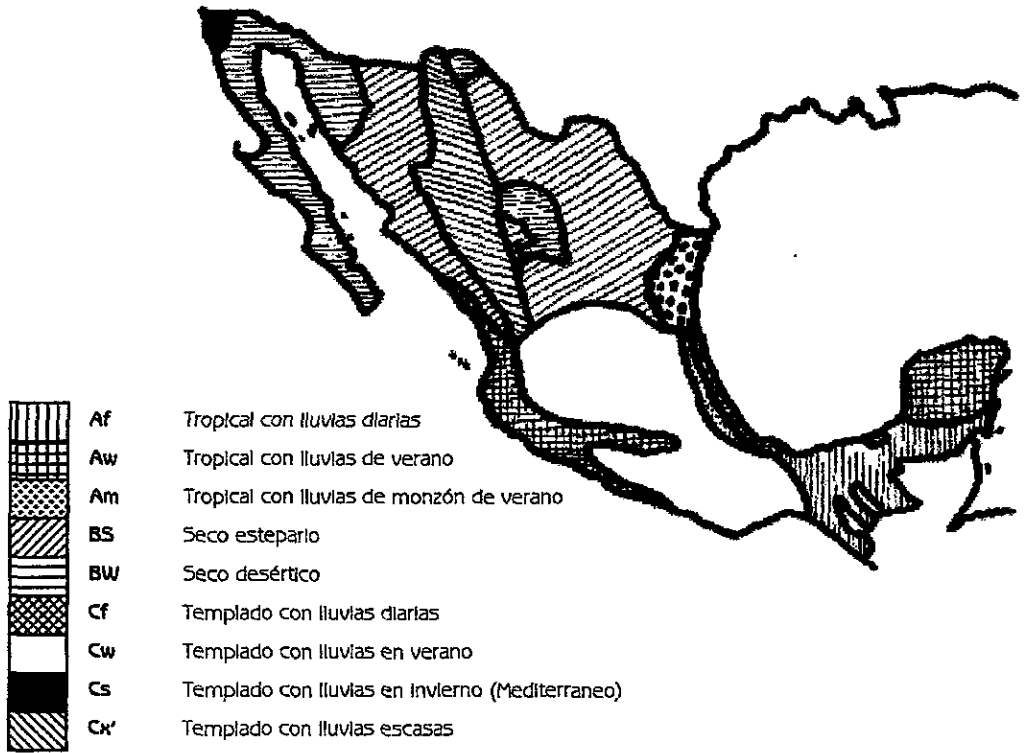 Af Tropical con lluvias diarias
Aw Tropical con lluvias de verano
Am Tropical con lluvias de monzón de verano
BS Seco estepario
BW Seco desértico
Cf Templado con lluvias diarias
Cw Templado con lluvias en verano
Cs Templado con lluvias en invierno (Mediterraneo)
Cx' Templado con lluvias escasas